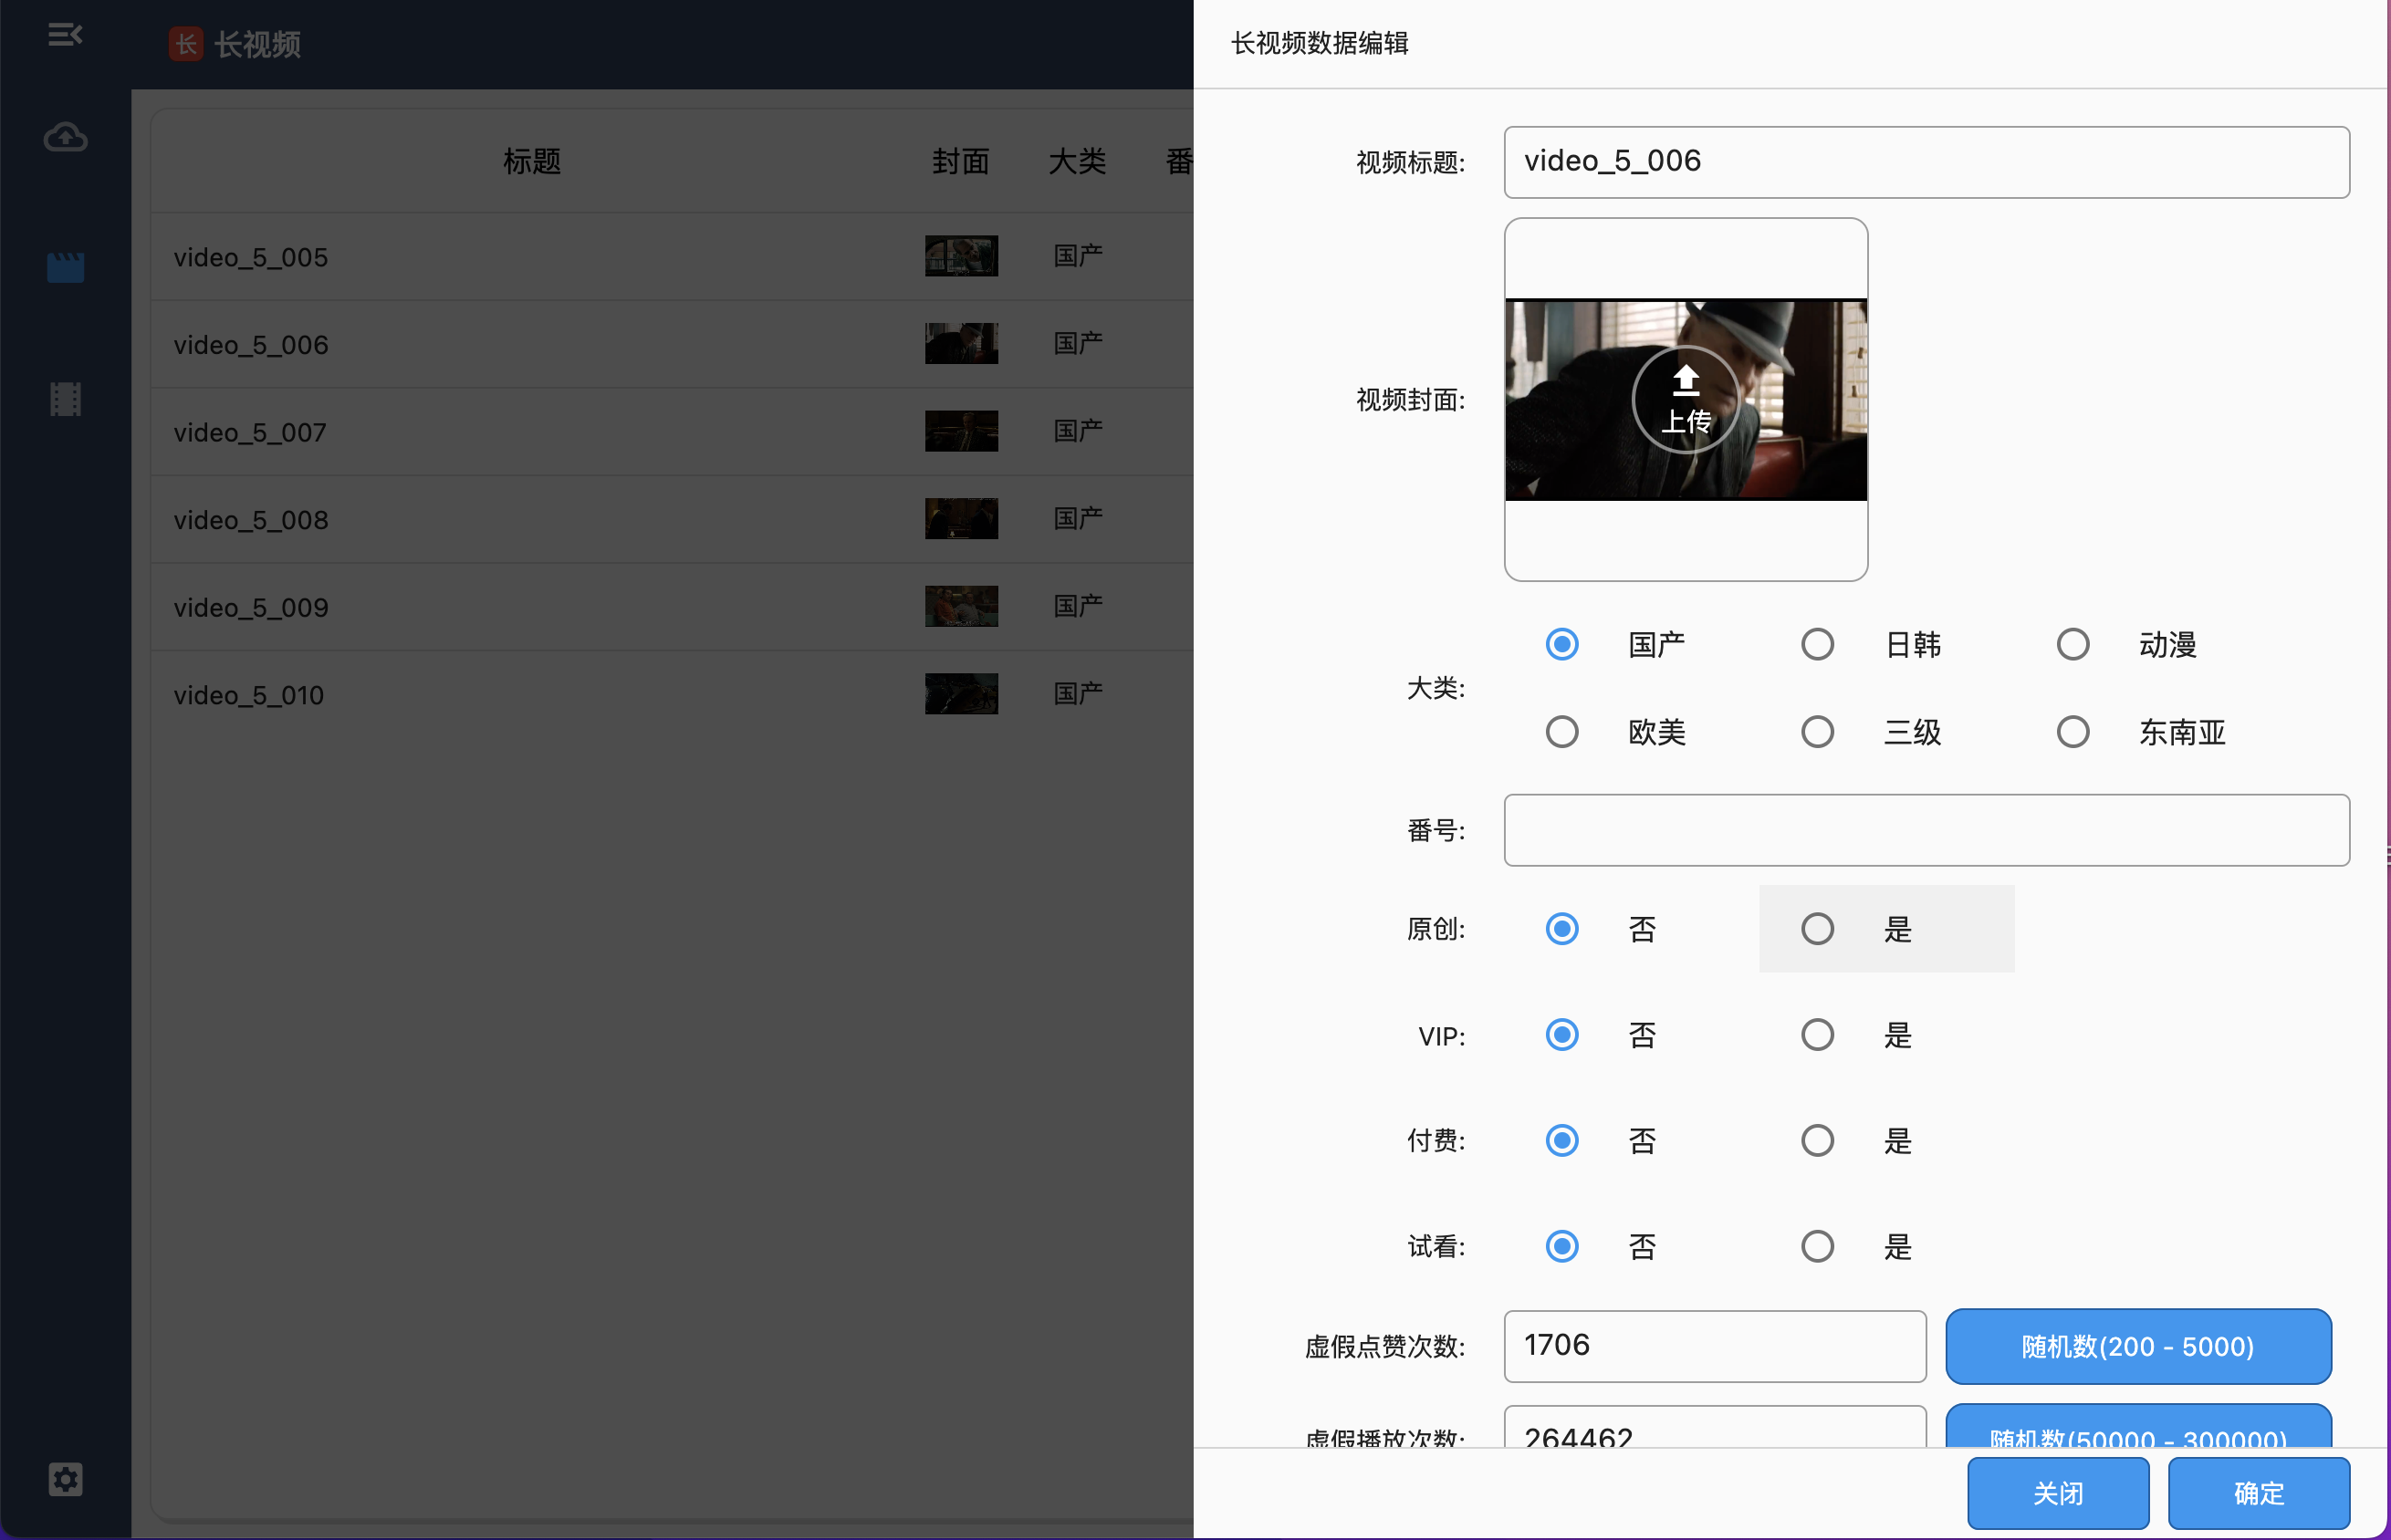 长 长视频
标题 封面 大类 番
video_5_005 国产
video_5_006 国产
video_5_007 国产
video_5_008 国产
video_5_009 国产
video_5_010 国产
长视频数据编辑
视频标题: video_5_006
视频封面: 上传
大类:
国产 日韩 动漫
欧美 三级 东南亚
番号:
原创: 否 是
VIP: 否 是
付费: 否 是
试看: 否 是
虚假点赞次数: 1706 随机数(200 - 5000)
虚假播放次数: 264462 随机数(50000 - 300000)
关闭 确定